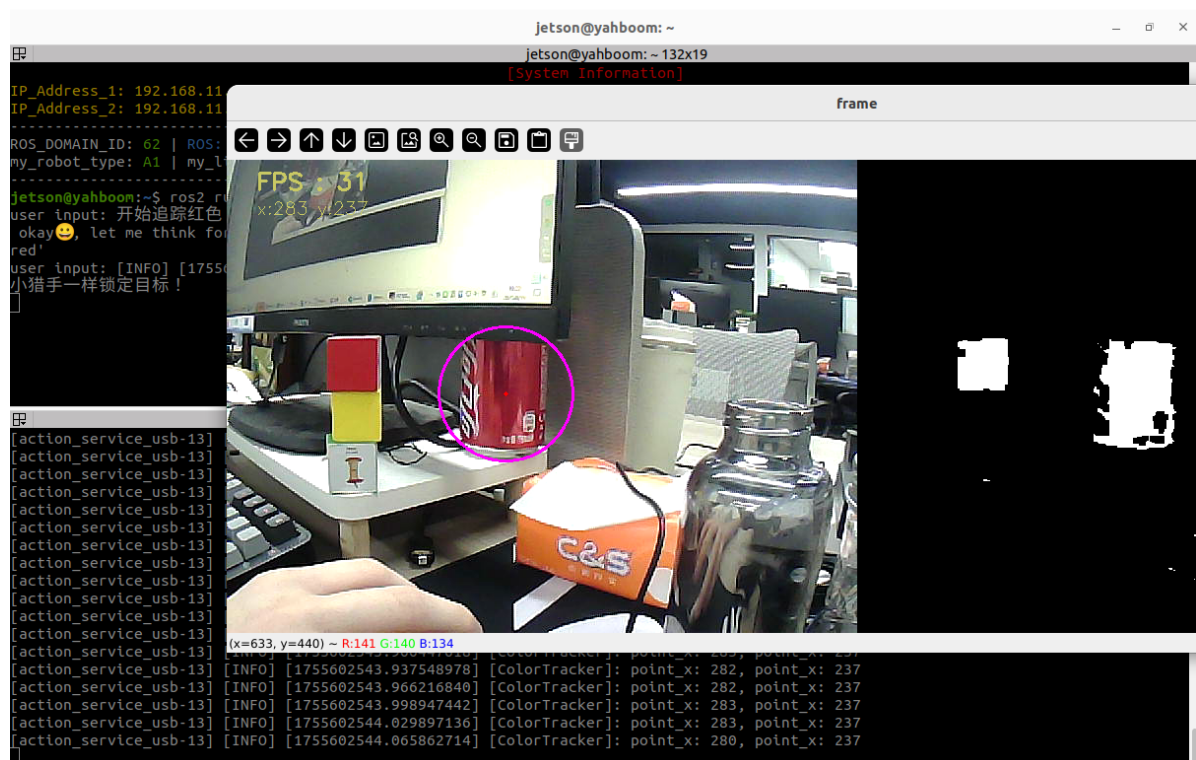 jetson@yahboom: ~
jetson@yahboom: ~ 132x19
[System Information]
IP_Address_1: 192.168.11
IP_Address_2: 192.168.11
ROS_DOMAIN_ID: 62 | ROS:
my_robot_type: A1 | my_l
jetson@yahboom:~$ ros2 r
user input: 开始追踪红色
okay😀, let me think fo
red'
user input: [INFO] [1755
小猎手一样锁定目标！
frame
FPS : 31
x:283 y:237
C&S
(x=633, y=440) ~ R:141 G:140 B:134
[action_service_usb-13]
[action_service_usb-13]
[action_service_usb-13]
[action_service_usb-13]
[action_service_usb-13]
[action_service_usb-13]
[action_service_usb-13]
[action_service_usb-13]
[action_service_usb-13]
[action_service_usb-13]
[action_service_usb-13]
[action_service_usb-13]
[action_service_usb-13] [INFO] point_x: 283, point_x: 237
[action_service_usb-13] [INFO] [1755602543.937548978] [ColorTracker]: point_x: 282, point_x: 237
[action_service_usb-13] [INFO] [1755602543.966216840] [ColorTracker]: point_x: 282, point_x: 237
[action_service_usb-13] [INFO] [1755602543.998947442] [ColorTracker]: point_x: 283, point_x: 237
[action_service_usb-13] [INFO] [1755602544.029897136] [ColorTracker]: point_x: 283, point_x: 237
[action_service_usb-13] [INFO] [1755602544.065862714] [ColorTracker]: point_x: 280, point_x: 237